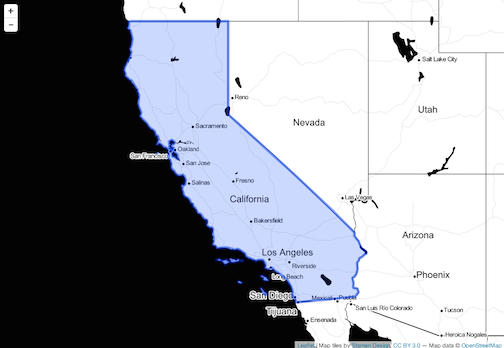 +
−
Salt Lake City
Reno
Utah
Nevada
Sacramento
Oakland
San Francisco
San Jose
Salinas
Fresno
Las Vegas
California
Bakersfield
Arizona
Los Angeles
Riverside
Long Beach
Phoenix
San Diego
Mexicali
San Luis Río Colorado
Tijuana
Tucson
Ensenada
Heroica Nogales
Leaflet | Map tiles by Stamen Design, CC BY 3.0 — Map data © OpenStreetMap